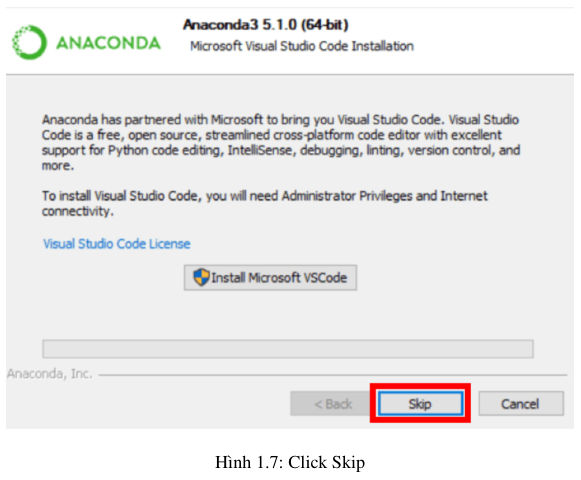 ANACONDA
Anaconda3 5.1.0 (64-bit)
Microsoft Visual Studio Code Installation
Anaconda has partnered with Microsoft to bring you Visual Studio Code. Visual Studio
Code is a free, open source, streamlined cross-platform code editor with excellent
support for Python code editing, IntelliSense, debugging, linting, version control, and
more.
To install Visual Studio Code, you will need Administrator Privileges and Internet
connectivity.
Visual Studio Code License
Install Microsoft VSCode
Anaconda, Inc.
< Back
Skip
Cancel
Hình 1.7: Click Skip